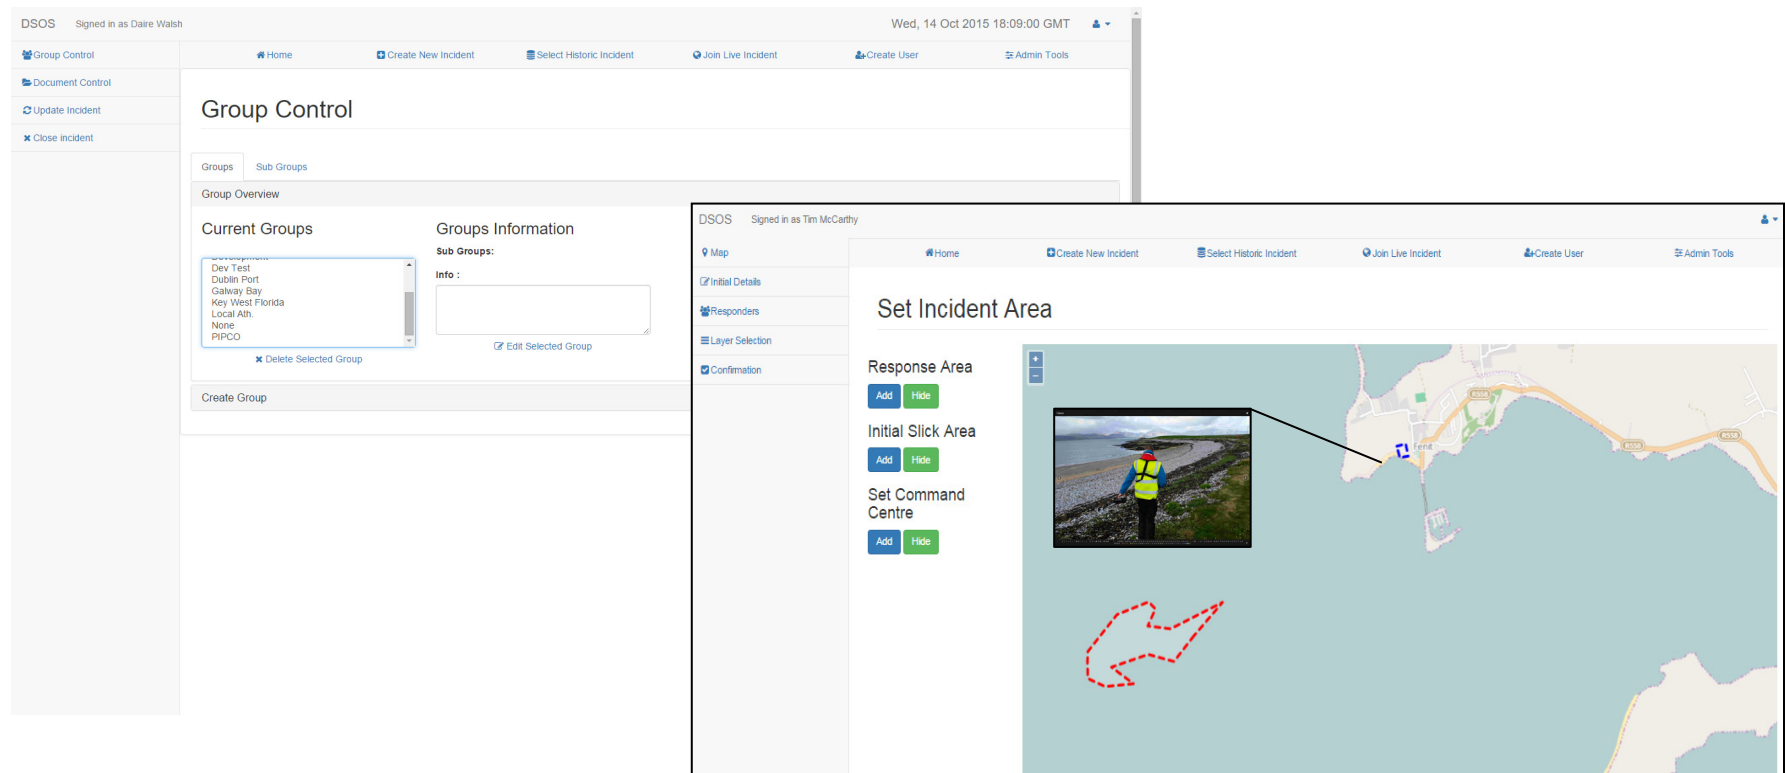 DSOS Signed in as Daire Walsh Wed, 14 Oct 2015 18:09:00 GMT
Group Control Home Create New Incident Select Historic Incident Join Live Incident Create User Admin Tools
Document Control
Update Incident
Close incident
Group Control
Groups Sub Groups
Group Overview
Current Groups
Development
Dev Test
Dublin Port
Galway Bay
Key West Florida
Local Ath.
None
PIPCO
Delete Selected Group
Groups Information
Sub Groups:
Info :
Edit Selected Group
Create Group
DSOS Signed in as Tim McCarthy
Map Home Create New Incident Select Historic Incident Join Live Incident Create User Admin Tools
Initial Details
Responders
Layer Selection
Confirmation
Set Incident Area
Response Area
Add Hide
Initial Slick Area
Add Hide
Set Command
Centre
Add Hide
+
−
R558
Fenit
R558
R558